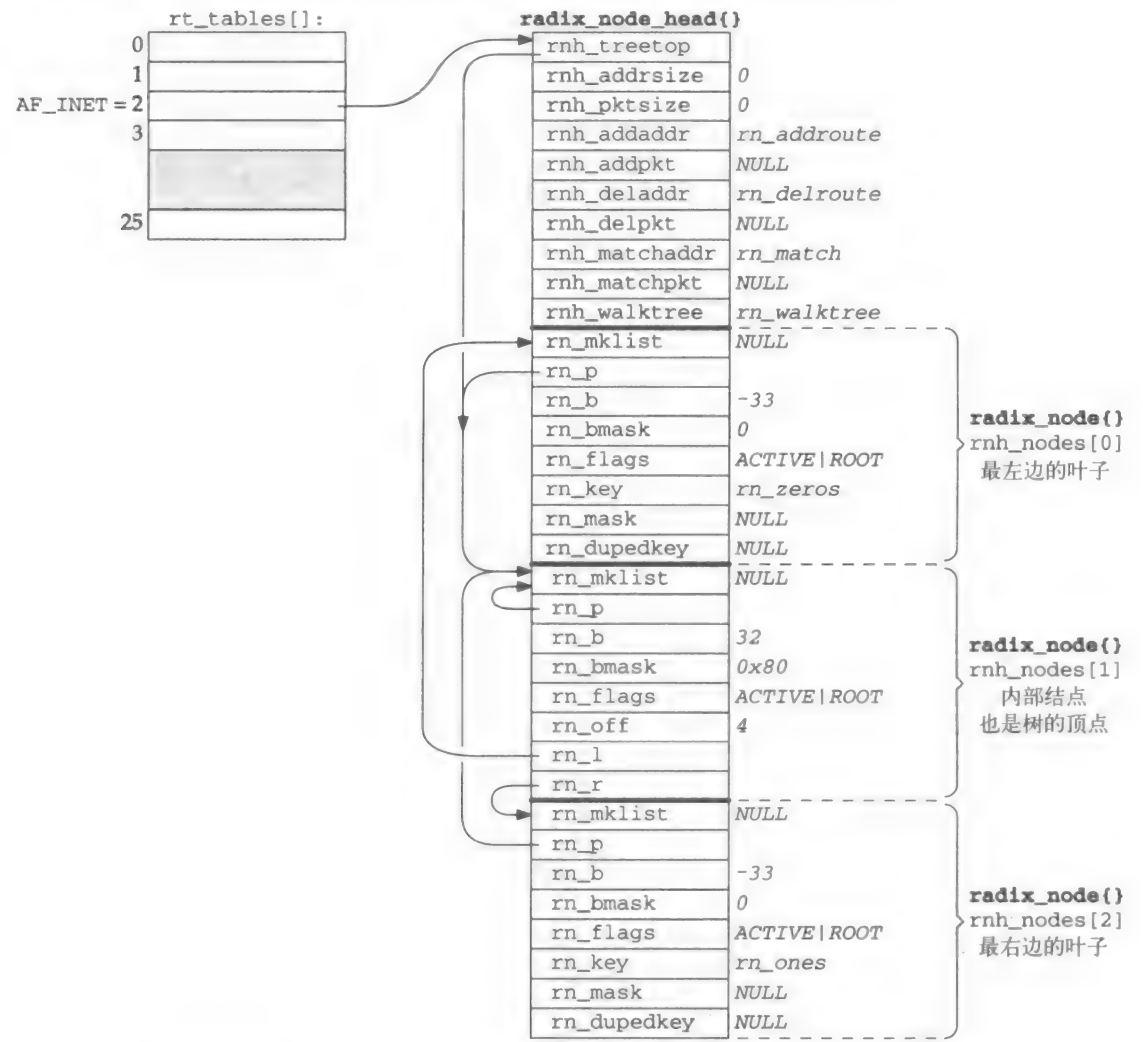 rt_tables[]:
0
1
AF_INET = 2
3
25
radix_node_head{}
rnh_treetop
rnh_addrsize 0
rnh_pktsize 0
rnh_addaddr rn_addroute
rnh_addpkt NULL
rnh_deladdr rn_delroute
rnh_delpkt NULL
rnh_matchaddr rn_match
rnh_matchpkt NULL
rnh_walktree rn_walktree
rn_mklist NULL
rn_p
rn_b -33
rn_bmask 0
rn_flags ACTIVE|ROOT
rn_key rn_zeros
rn_mask NULL
rn_dupedkey NULL
radix_node{}
rnh_nodes[0]
最左边的叶子
rn_mklist NULL
rn_p
rn_b 32
rn_bmask 0x80
rn_flags ACTIVE|ROOT
rn_off 4
rn_l
rn_r
radix_node{}
rnh_nodes[1]
内部结点
也是树的顶点
rn_mklist NULL
rn_p
rn_b -33
rn_bmask 0
rn_flags ACTIVE|ROOT
rn_key rn_ones
rn_mask NULL
rn_dupedkey NULL
radix_node{}
rnh_nodes[2]
最右边的叶子